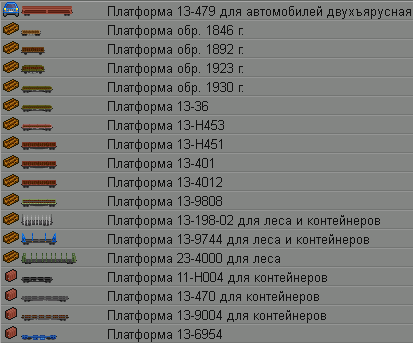 Платформа 13-479 для автомобилей двухъярусная
Платформа обр. 1846 г.
Платформа обр. 1892 г.
Платформа обр. 1923 г.
Платформа обр. 1930 г.
Платформа 13-36
Платформа 13-Н453
Платформа 13-Н451
Платформа 13-401
Платформа 13-4012
Платформа 13-9808
Платформа 13-198-02 для леса и контейнеров
Платформа 13-9744 для леса и контейнеров
Платформа 23-4000 для леса
Платформа 11-Н004 для контейнеров
Платформа 13-470 для контейнеров
Платформа 13-9004 для контейнеров
Платформа 13-6954